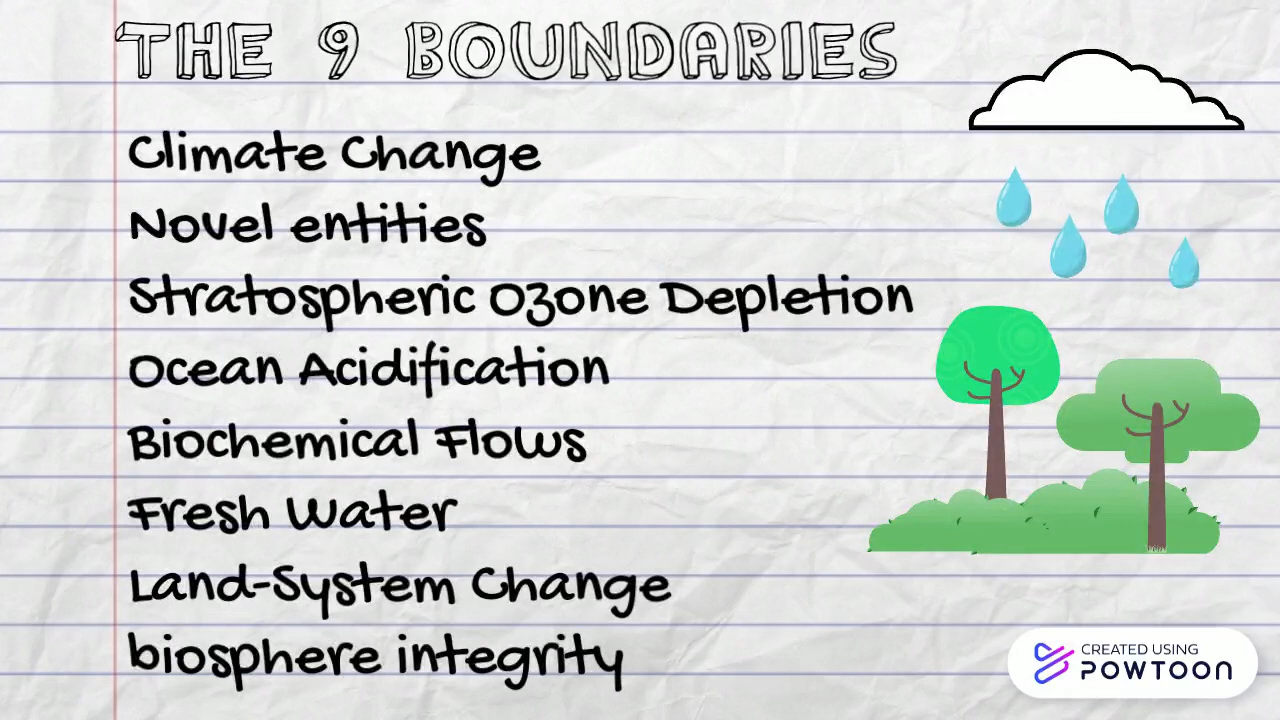 THE 9 BOUNDARIES
Climate Change
Novel entities
Stratospheric Ozone Depletion
Ocean Acidification
Biochemical Flows
Fresh Water
Land-System Change
biosphere integrity
CREATED USING
POWTOON